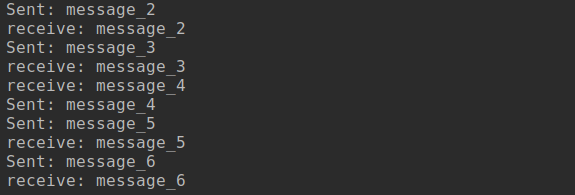 Sent: message_2
receive: message_2
Sent: message_3
receive: message_3
receive: message_4
Sent: message_4
Sent: message_5
receive: message_5
Sent: message_6
receive: message_6